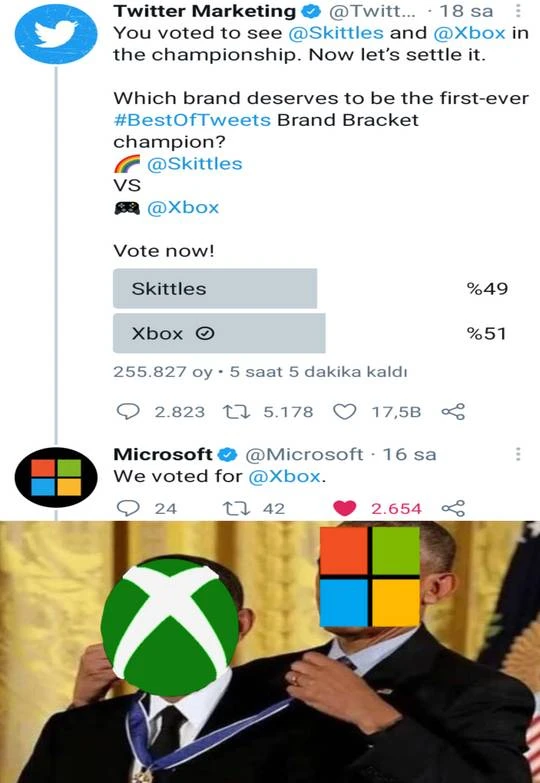 Twitter Marketing @Twitt... · 18 sa
You voted to see @Skittles and @Xbox in
the championship. Now let's settle it.
Which brand deserves to be the first-ever
#BestOfTweets Brand Bracket
champion?
🌈 @Skittles
VS
🎮 @Xbox
Vote now!
Skittles %49
Xbox %51
255.827 oy · 5 saat 5 dakika kaldı
2.823 5.178 17,5B
Microsoft @Microsoft · 16 sa
We voted for @Xbox.
24 42 2.654